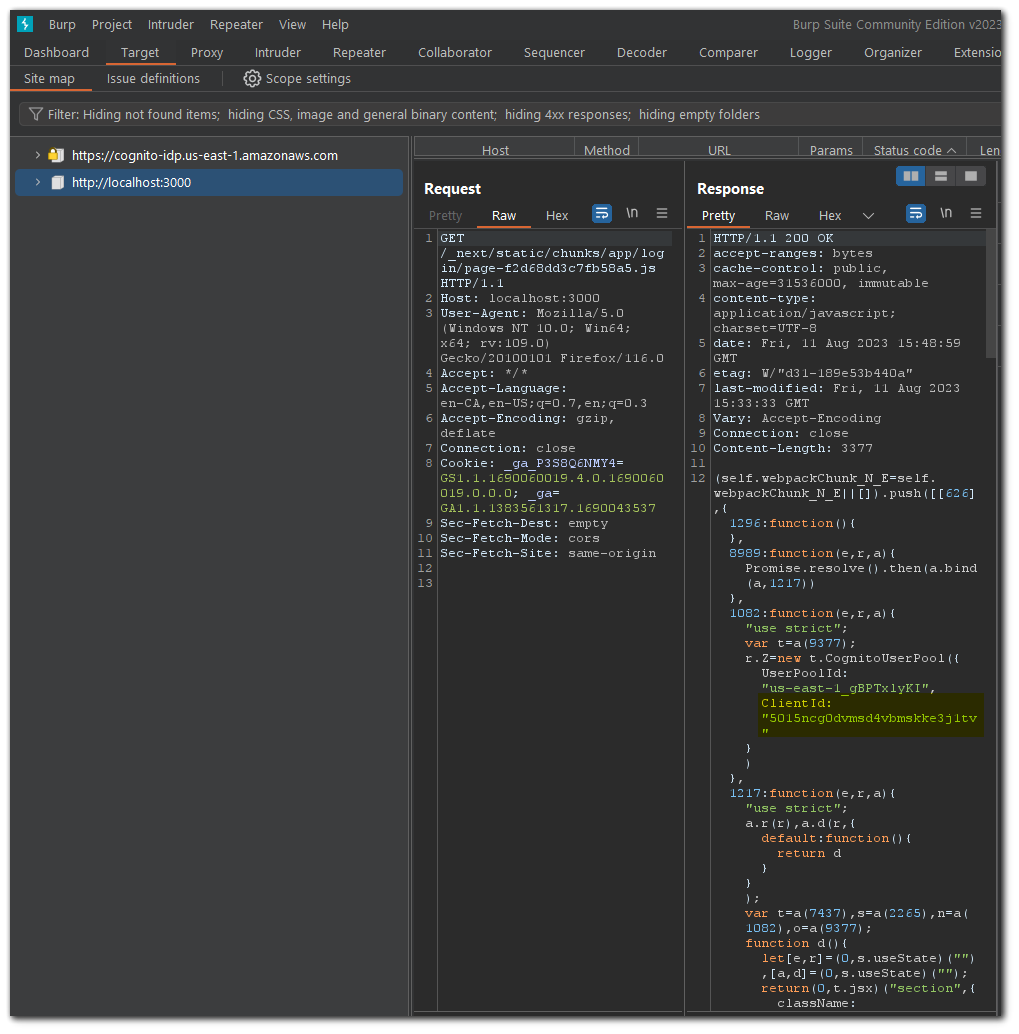 Burp Project Intruder Repeater View Help Burp Suite Community Edition v2023
Dashboard Target Proxy Intruder Repeater Collaborator Sequencer Decoder Comparer Logger Organizer Extensio
Site map Issue definitions Scope settings
Filter: Hiding not found items; hiding CSS, image and general binary content; hiding 4xx responses; hiding empty folders
https://cognito-idp.us-east-1.amazonaws.com
http://localhost:3000
Host Method URL Params Status code Len
Request
Pretty Raw Hex \n
1 GET
/_next/static/chunks/app/log
in/page-f2d68dd3c7fb58a5.js
HTTP/1.1
2 Host: localhost:3000
3 User-Agent: Mozilla/5.0
(Windows NT 10.0; Win64;
x64; rv:109.0)
Gecko/20100101 Firefox/116.0
4 Accept: */*
5 Accept-Language:
en-CA,en-US;q=0.7,en;q=0.3
6 Accept-Encoding: gzip,
deflate
7 Connection: close
8 Cookie: _ga_P3S8Q6NMY4=
GS1.1.1690060019.4.0.1690060
019.0.0.0; _ga=
GA1.1.1383561317.1690043537
9 Sec-Fetch-Dest: empty
10 Sec-Fetch-Mode: cors
11 Sec-Fetch-Site: same-origin
12
13
Response
Pretty Raw Hex \n
1 HTTP/1.1 200 OK
2 accept-ranges: bytes
3 cache-control: public,
max-age=31536000, immutable
4 content-type:
application/javascript;
charset=UTF-8
5 date: Fri, 11 Aug 2023 15:48:59
GMT
6 etag: W/"d31-189e53b440a"
7 last-modified: Fri, 11 Aug 2023
15:33:33 GMT
8 Vary: Accept-Encoding
9 Connection: close
10 Content-Length: 3377
11
12 (self.webpackChunk_N_E=self.
webpackChunk_N_E||[]).push([[626]
,{
1296:function(){
},
8989:function(e,r,a){
Promise.resolve().then(a.bind
(a,1217))
},
1082:function(e,r,a){
"use strict";
var t=a(9377);
r.Z=new t.CognitoUserPool({
UserPoolId:
"us-east-1_gBPTxlyKI",
ClientId:
"5015ncg0dvmsd4vbmskke3j1tv
"
}
)
},
1217:function(e,r,a){
"use strict";
a.r(r),a.d(r,{
default:function(){
return d
}
}
);
var t=a(7437),s=a(2265),n=a(
1082),o=a(9377);
function d(){
let[e,r]=(0,s.useState)("")
,[a,d]=(0,s.useState)("");
return(0,t.jsx)("section",{
className: